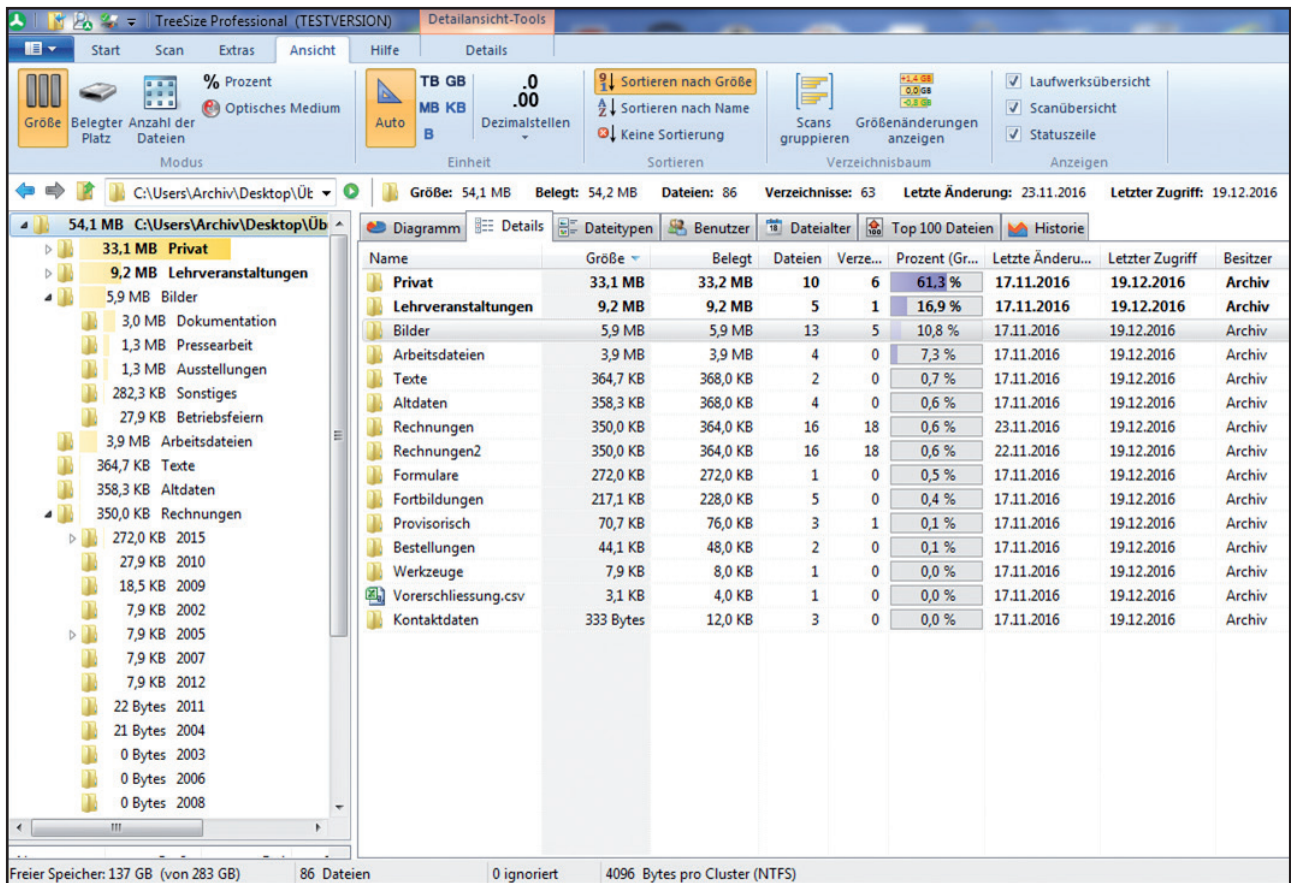 TreeSize Professional (TESTVERSION) Detailansicht-Tools
Start Scan Extras Ansicht Hilfe Details
Größe
Belegter Platz
Anzahl der Dateien
% Prozent
Optisches Medium
Modus
Auto
TB GB
MB KB
B
.0
.00
Dezimalstellen
Einheit
Sortieren nach Größe
Sortieren nach Name
Keine Sortierung
Sortieren
Scans gruppieren
+1,4 GB
0,0 GB
-0,8 GB
Größenänderungen anzeigen
Verzeichnisbaum
Laufwerksübersicht
Scanübersicht
Statuszeile
Anzeigen
C:\Users\Archiv\Desktop\Üb
Größe: 54,1 MB Belegt: 54,2 MB Dateien: 86 Verzeichnisse: 63 Letzte Änderung: 23.11.2016 Letzter Zugriff: 19.12.2016
54,1 MB C:\Users\Archiv\Desktop\Üb
33,1 MB Privat
9,2 MB Lehrveranstaltungen
5,9 MB Bilder
3,0 MB Dokumentation
1,3 MB Pressearbeit
1,3 MB Ausstellungen
282,3 KB Sonstiges
27,9 KB Betriebsfeiern
3,9 MB Arbeitsdateien
364,7 KB Texte
358,3 KB Altdaten
350,0 KB Rechnungen
272,0 KB 2015
27,9 KB 2010
18,5 KB 2009
7,9 KB 2002
7,9 KB 2005
7,9 KB 2007
7,9 KB 2012
22 Bytes 2011
21 Bytes 2004
0 Bytes 2003
0 Bytes 2006
0 Bytes 2008
Diagramm Details Dateitypen Benutzer Dateialter Top 100 Dateien Historie
Name Größe Belegt Dateien Verze... Prozent (Gr... Letzte Änderu... Letzter Zugriff Besitzer
Privat 33,1 MB 33,2 MB 10 6 61,3 % 17.11.2016 19.12.2016 Archiv
Lehrveranstaltungen 9,2 MB 9,2 MB 5 1 16,9 % 17.11.2016 19.12.2016 Archiv
Bilder 5,9 MB 5,9 MB 13 5 10,8 % 17.11.2016 19.12.2016 Archiv
Arbeitsdateien 3,9 MB 3,9 MB 4 0 7,3 % 17.11.2016 19.12.2016 Archiv
Texte 364,7 KB 368,0 KB 2 0 0,7 % 17.11.2016 19.12.2016 Archiv
Altdaten 358,3 KB 368,0 KB 4 0 0,6 % 17.11.2016 19.12.2016 Archiv
Rechnungen 350,0 KB 364,0 KB 16 18 0,6 % 23.11.2016 19.12.2016 Archiv
Rechnungen2 350,0 KB 364,0 KB 16 18 0,6 % 22.11.2016 19.12.2016 Archiv
Formulare 272,0 KB 272,0 KB 1 0 0,5 % 17.11.2016 19.12.2016 Archiv
Fortbildungen 217,1 KB 228,0 KB 5 0 0,4 % 17.11.2016 19.12.2016 Archiv
Provisorisch 70,7 KB 76,0 KB 3 1 0,1 % 17.11.2016 19.12.2016 Archiv
Bestellungen 44,1 KB 48,0 KB 2 0 0,1 % 17.11.2016 19.12.2016 Archiv
Werkzeuge 7,9 KB 8,0 KB 1 0 0,0 % 17.11.2016 19.12.2016 Archiv
Vorerschliessung.csv 3,1 KB 4,0 KB 1 0 0,0 % 17.11.2016 19.12.2016 Archiv
Kontaktdaten 333 Bytes 12,0 KB 3 0 0,0 % 17.11.2016 19.12.2016 Archiv
Freier Speicher: 137 GB (von 283 GB) 86 Dateien 0 ignoriert 4096 Bytes pro Cluster (NTFS)